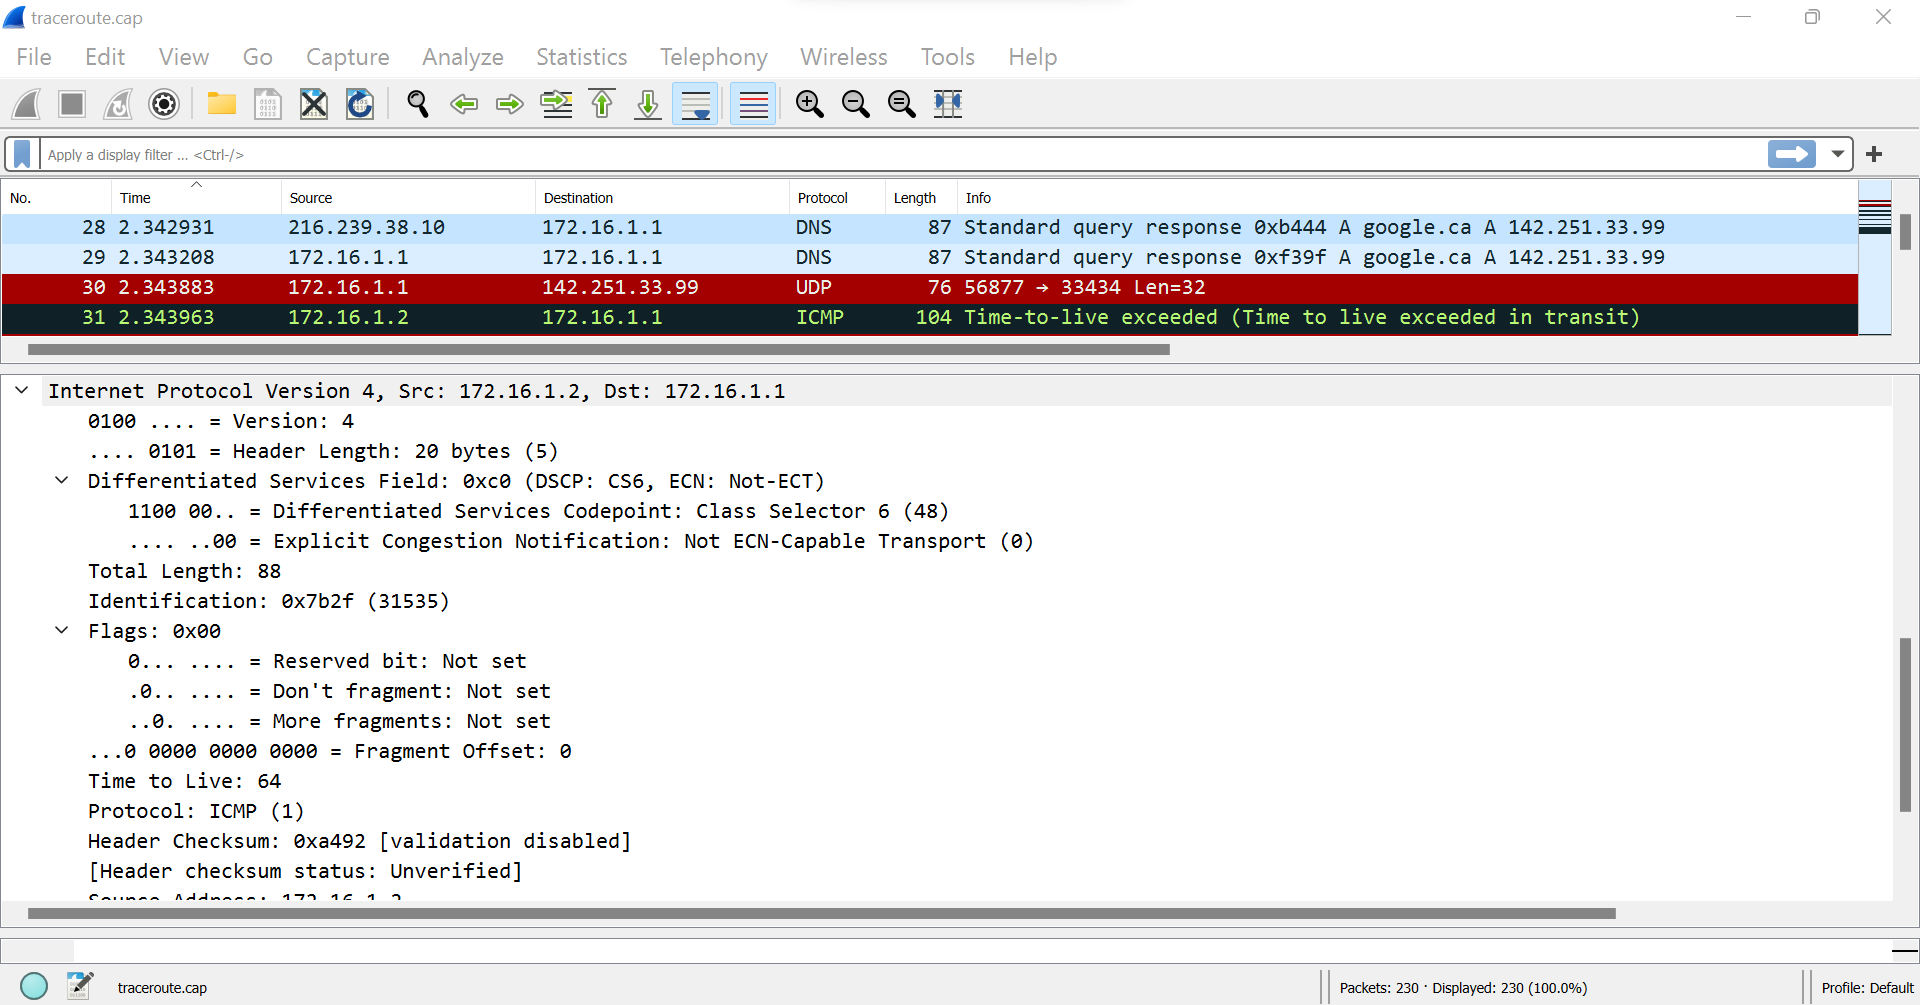 traceroute.cap
File Edit View Go Capture Analyze Statistics Telephony Wireless Tools Help
Apply a display filter ... <Ctrl-/>
No. Time Source Destination Protocol Length Info
28 2.342931 216.239.38.10 172.16.1.1 DNS 87 Standard query response 0xb444 A google.ca A 142.251.33.99
29 2.343208 172.16.1.1 172.16.1.1 DNS 87 Standard query response 0xf39f A google.ca A 142.251.33.99
30 2.343883 172.16.1.1 142.251.33.99 UDP 76 56877 → 33434 Len=32
31 2.343963 172.16.1.2 172.16.1.1 ICMP 104 Time-to-live exceeded (Time to live exceeded in transit)
Internet Protocol Version 4, Src: 172.16.1.2, Dst: 172.16.1.1
0100 .... = Version: 4
.... 0101 = Header Length: 20 bytes (5)
Differentiated Services Field: 0xc0 (DSCP: CS6, ECN: Not-ECT)
1100 00.. = Differentiated Services Codepoint: Class Selector 6 (48)
.... ..00 = Explicit Congestion Notification: Not ECN-Capable Transport (0)
Total Length: 88
Identification: 0x7b2f (31535)
Flags: 0x00
0... .... = Reserved bit: Not set
.0.. .... = Don't fragment: Not set
..0. .... = More fragments: Not set
...0 0000 0000 0000 = Fragment Offset: 0
Time to Live: 64
Protocol: ICMP (1)
Header Checksum: 0xa492 [validation disabled]
[Header checksum status: Unverified]
Source Address: 172.16.1.2
traceroute.cap Packets: 230 · Displayed: 230 (100.0%) Profile: Default